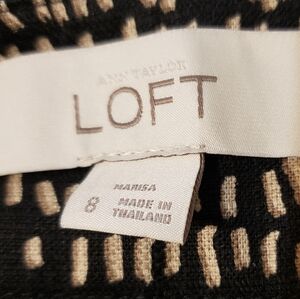 ANN TAYLOR
LOFT
MARISA
8 MADE IN
THAILAND